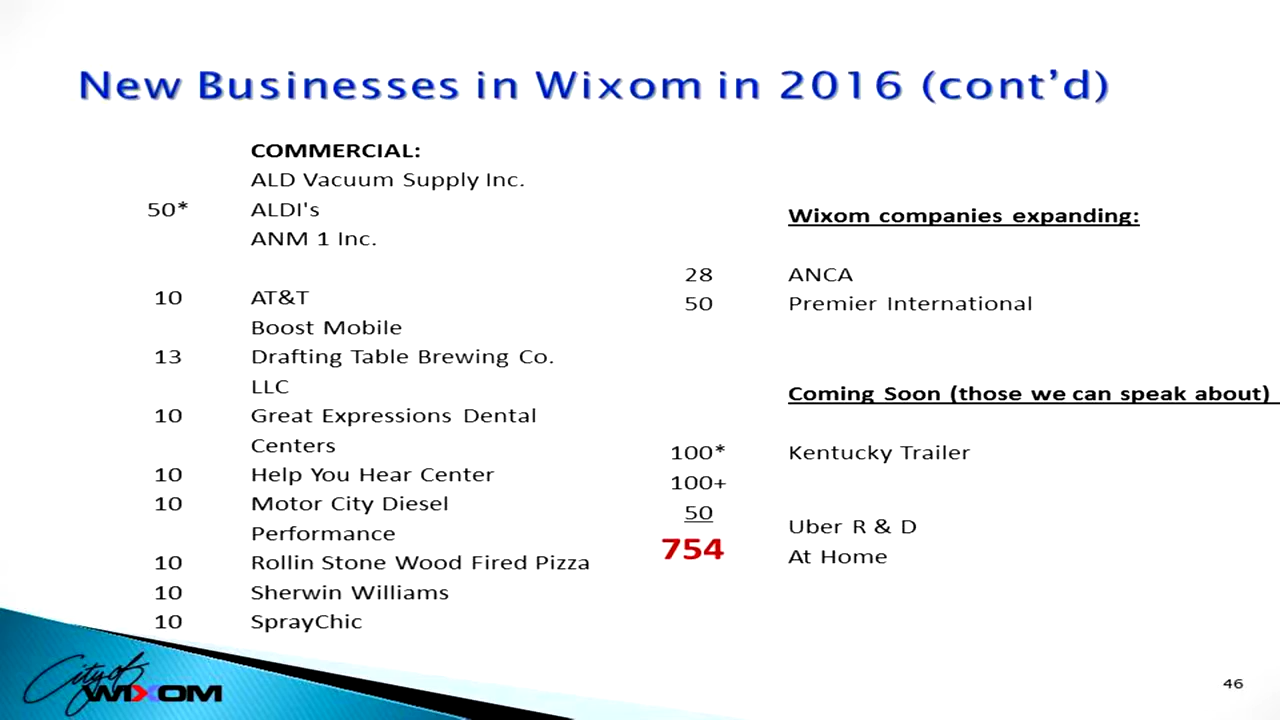 New Businesses in Wixom in 2016 (cont’d)
COMMERCIAL:
ALD Vacuum Supply Inc.
50* ALDI's
ANM 1 Inc.
10 AT&T
Boost Mobile
13 Drafting Table Brewing Co.
LLC
10 Great Expressions Dental
Centers
10 Help You Hear Center
10 Motor City Diesel
Performance
10 Rollin Stone Wood Fired Pizza
10 Sherwin Williams
10 SprayChic
Wixom companies expanding:
28 ANCA
50 Premier International
Coming Soon (those we can speak about)
100* Kentucky Trailer
100+
50 Uber R & D
754 At Home
City of
WIXOM
46